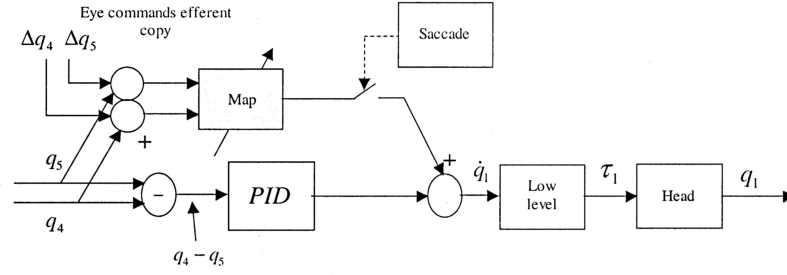 Eye commands efferent
copy
Δq₄ Δq₅
Saccade
Map
+
q₅
+
q̇₁
τ₁
q₁
−
PID
Low
level
Head
q₄
q₄ − q₅